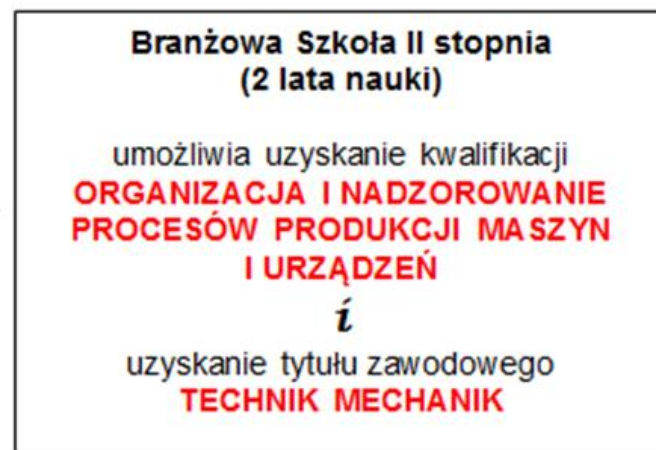 Branżowa Szkoła II stopnia
(2 lata nauki)
umożliwia uzyskanie kwalifikacji
ORGANIZACJA I NADZOROWANIE
PROCESÓW PRODUKCJI MASZYN
I URZĄDZEŃ
i
uzyskanie tytułu zawodowego
TECHNIK MECHANIK